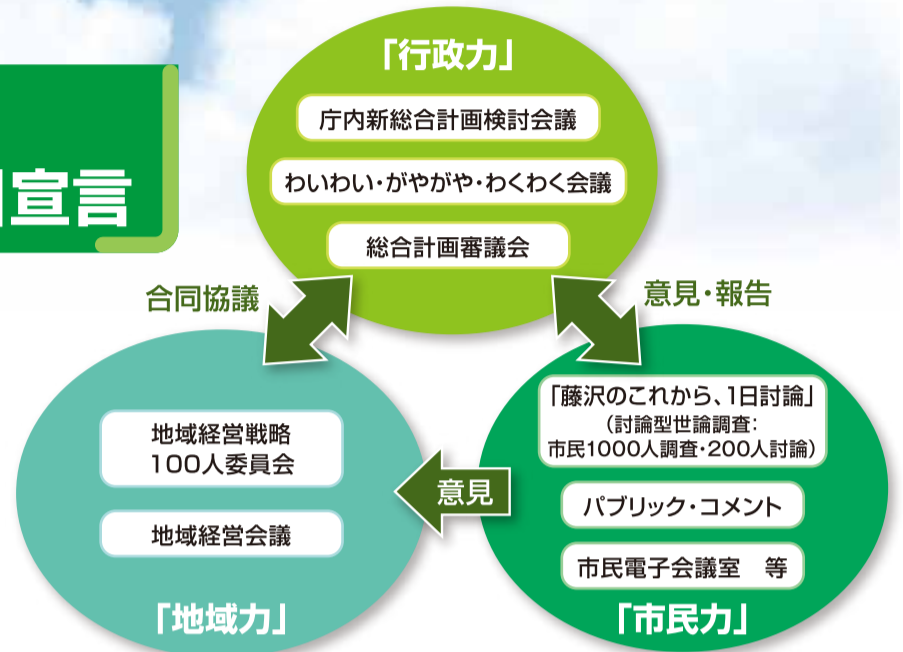 宣言
「行政力」
庁内新総合計画検討会議
わいわい・がやがや・わくわく会議
総合計画審議会
合同協議
意見・報告
地域経営戦略
100人委員会
地域経営会議
「地域力」
意見
「藤沢のこれから、1日討論」
（討論型世論調査：
市民1000人調査・200人討論）
パブリック・コメント
市民電子会議室　等
「市民力」